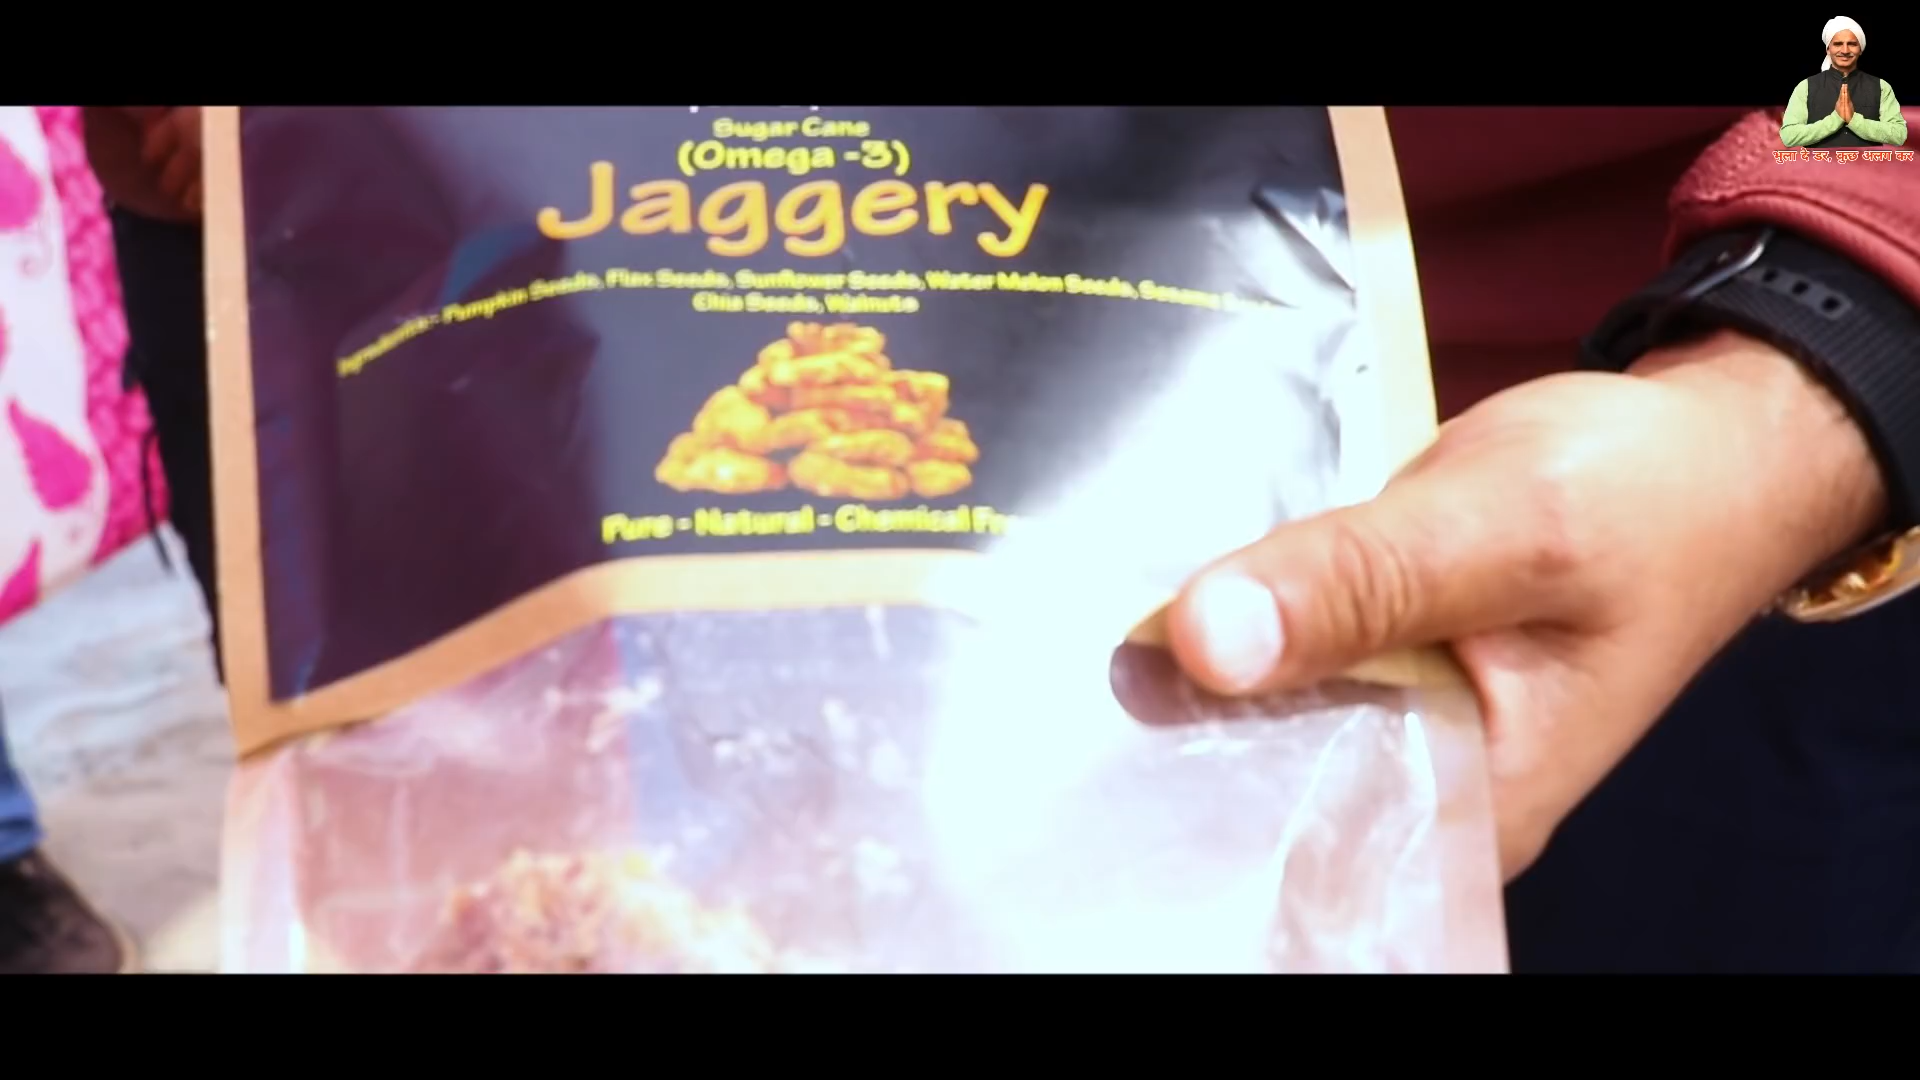 भुला दे डर, कुछ अलग कर
Sugar Cane
(Omega -3)
Jaggery
Ingredients:- Pumpkin Seeds, Flax Seeds, Sunflower Seeds, Water Melon Seeds, Sesame
Chia Seeds, Walnuts
Pure - Natural - Chemical